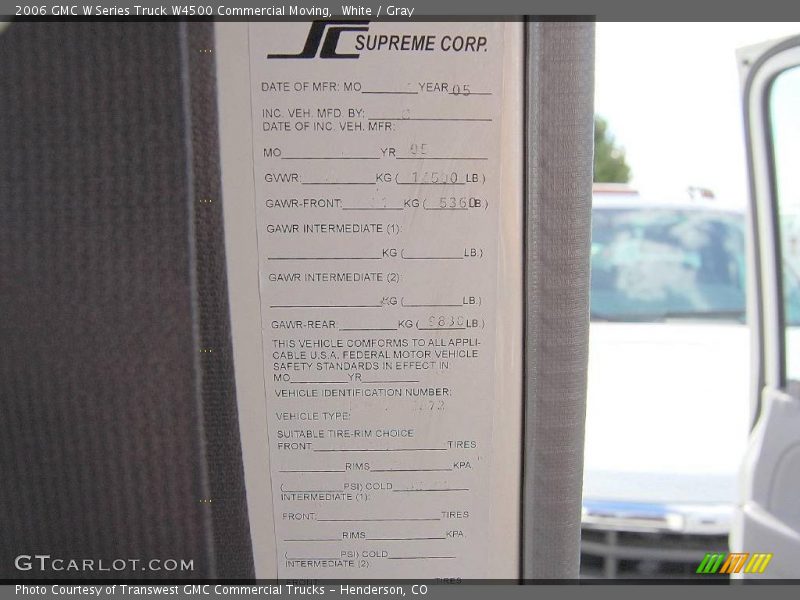 2006 GMC W Series Truck W4500 Commercial Moving, White / Gray
SUPREME CORP.
DATE OF MFR: MO YEAR 05
INC. VEH. MFD. BY:
DATE OF INC. VEH. MFR:
MO YR 05
GVWR: KG ( LB.)
GAWR-FRONT: KG ( 5360 LB.)
GAWR INTERMEDIATE (1):
KG ( LB.)
GAWR INTERMEDIATE (2):
KG ( LB.)
GAWR-REAR: KG ( 9830 LB.)
THIS VEHICLE CONFORMS TO ALL APPLI-
CABLE U.S.A. FEDERAL MOTOR VEHICLE
SAFETY STANDARDS IN EFFECT IN
MO YR
VEHICLE IDENTIFICATION NUMBER:
VEHICLE TYPE:
SUITABLE TIRE-RIM CHOICE
FRONT: TIRES
RIMS KPA.
( PSI) COLD
INTERMEDIATE (1):
FRONT: TIRES
RIMS KPA.
( PSI) COLD
INTERMEDIATE (2):
GTCARLOT.COM
Photo Courtesy of Transwest GMC Commercial Trucks - Henderson, CO